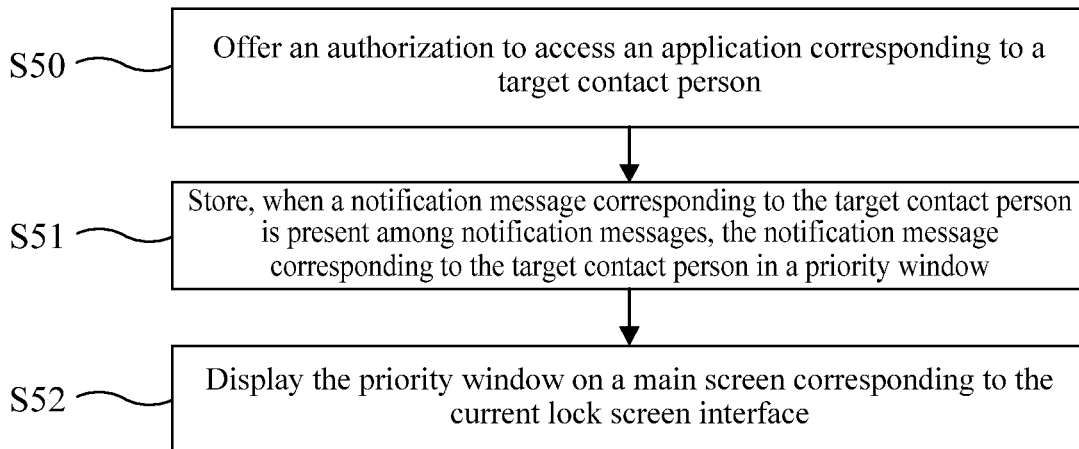 S50
Offer an authorization to access an application corresponding to a
target contact person
S51
Store, when a notification message corresponding to the target contact person
is present among notification messages, the notification message
corresponding to the target contact person in a priority window
S52
Display the priority window on a main screen corresponding to the
current lock screen interface